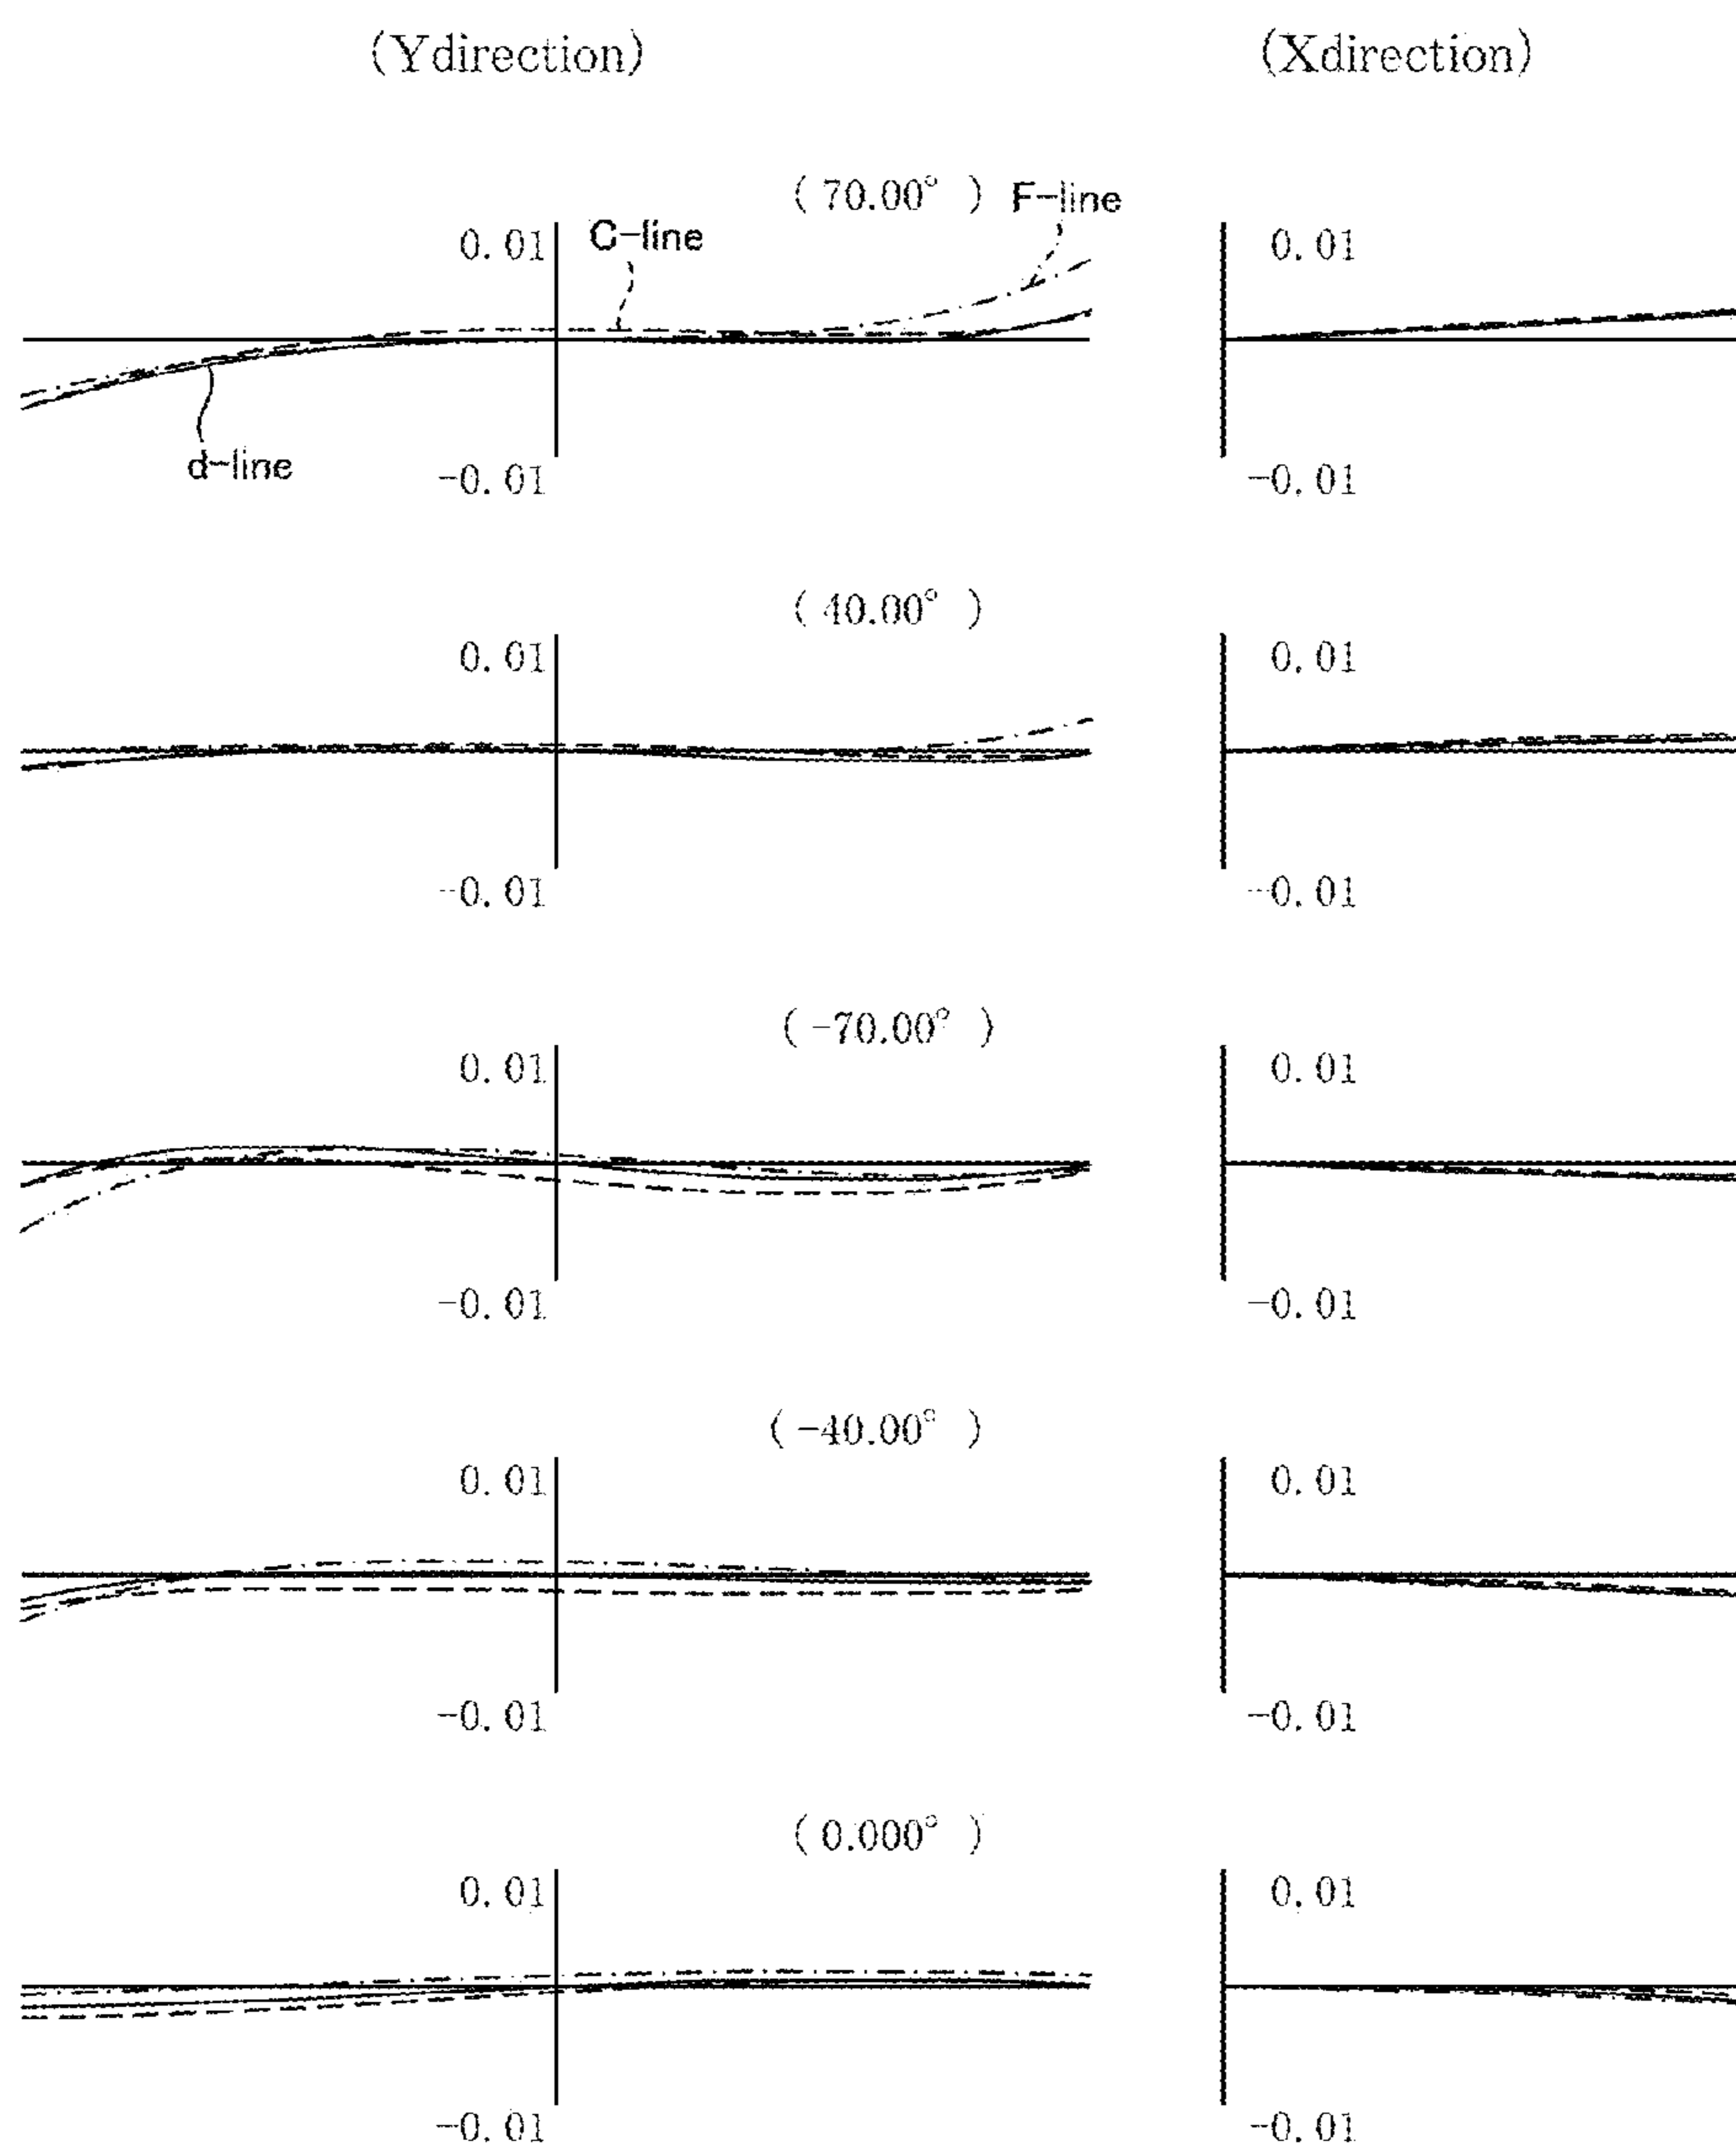 (Ydirection) (Xdirection)
( 70.00° ) F-line
0.01 C-line 0.01
d-line
-0.01 -0.01
( 40.00° )
0.01 0.01
-0.01 -0.01
( -70.00° )
0.01 0.01
-0.01 -0.01
( -40.00° )
0.01 0.01
-0.01 -0.01
( 0.000° )
0.01 0.01
-0.01 -0.01